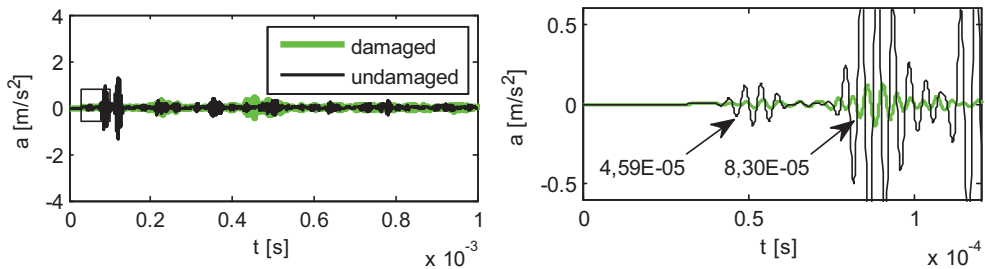 4
2
0
-2
-4
a [m/s²]
damaged
undamaged
0 0.2 0.4 0.6 0.8 1
t [s]
x 10⁻³
0.5
0
-0.5
a [m/s²]
4,59E-05 8,30E-05
0 0.5 1
t [s]
x 10⁻⁴